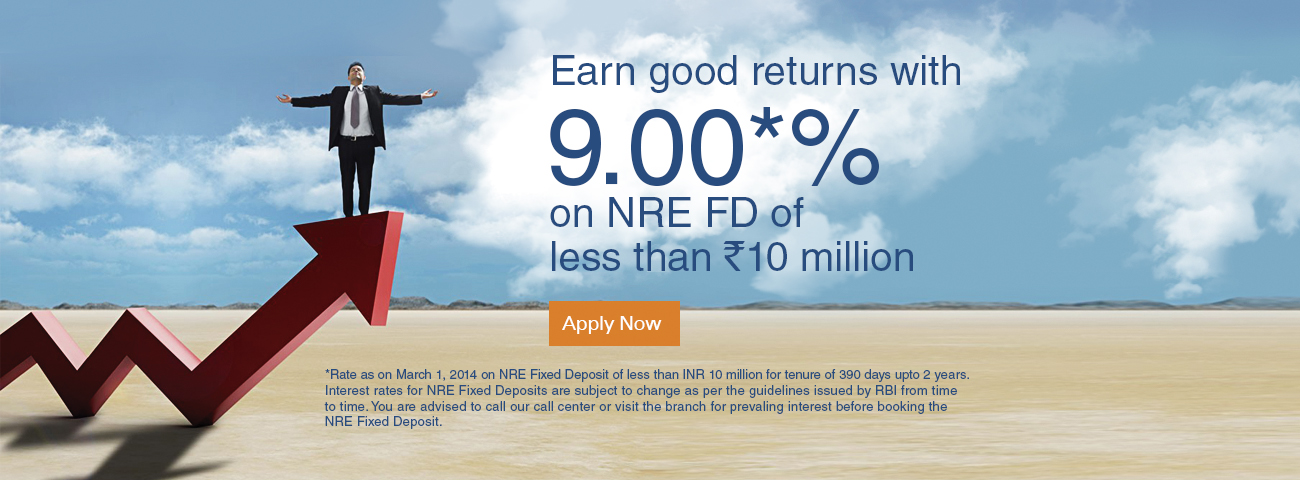 Earn good returns with
9.00*%
on NRE FD of
less than ₹10 million
Apply Now
*Rate as on March 1, 2014 on NRE Fixed Deposit of less than INR 10 million for tenure of 390 days upto 2 years.
Interest rates for NRE Fixed Deposits are subject to change as per the guidelines issued by RBI from time
to time. You are advised to call our call center or visit the branch for prevaling interest before booking the
NRE Fixed Deposit.